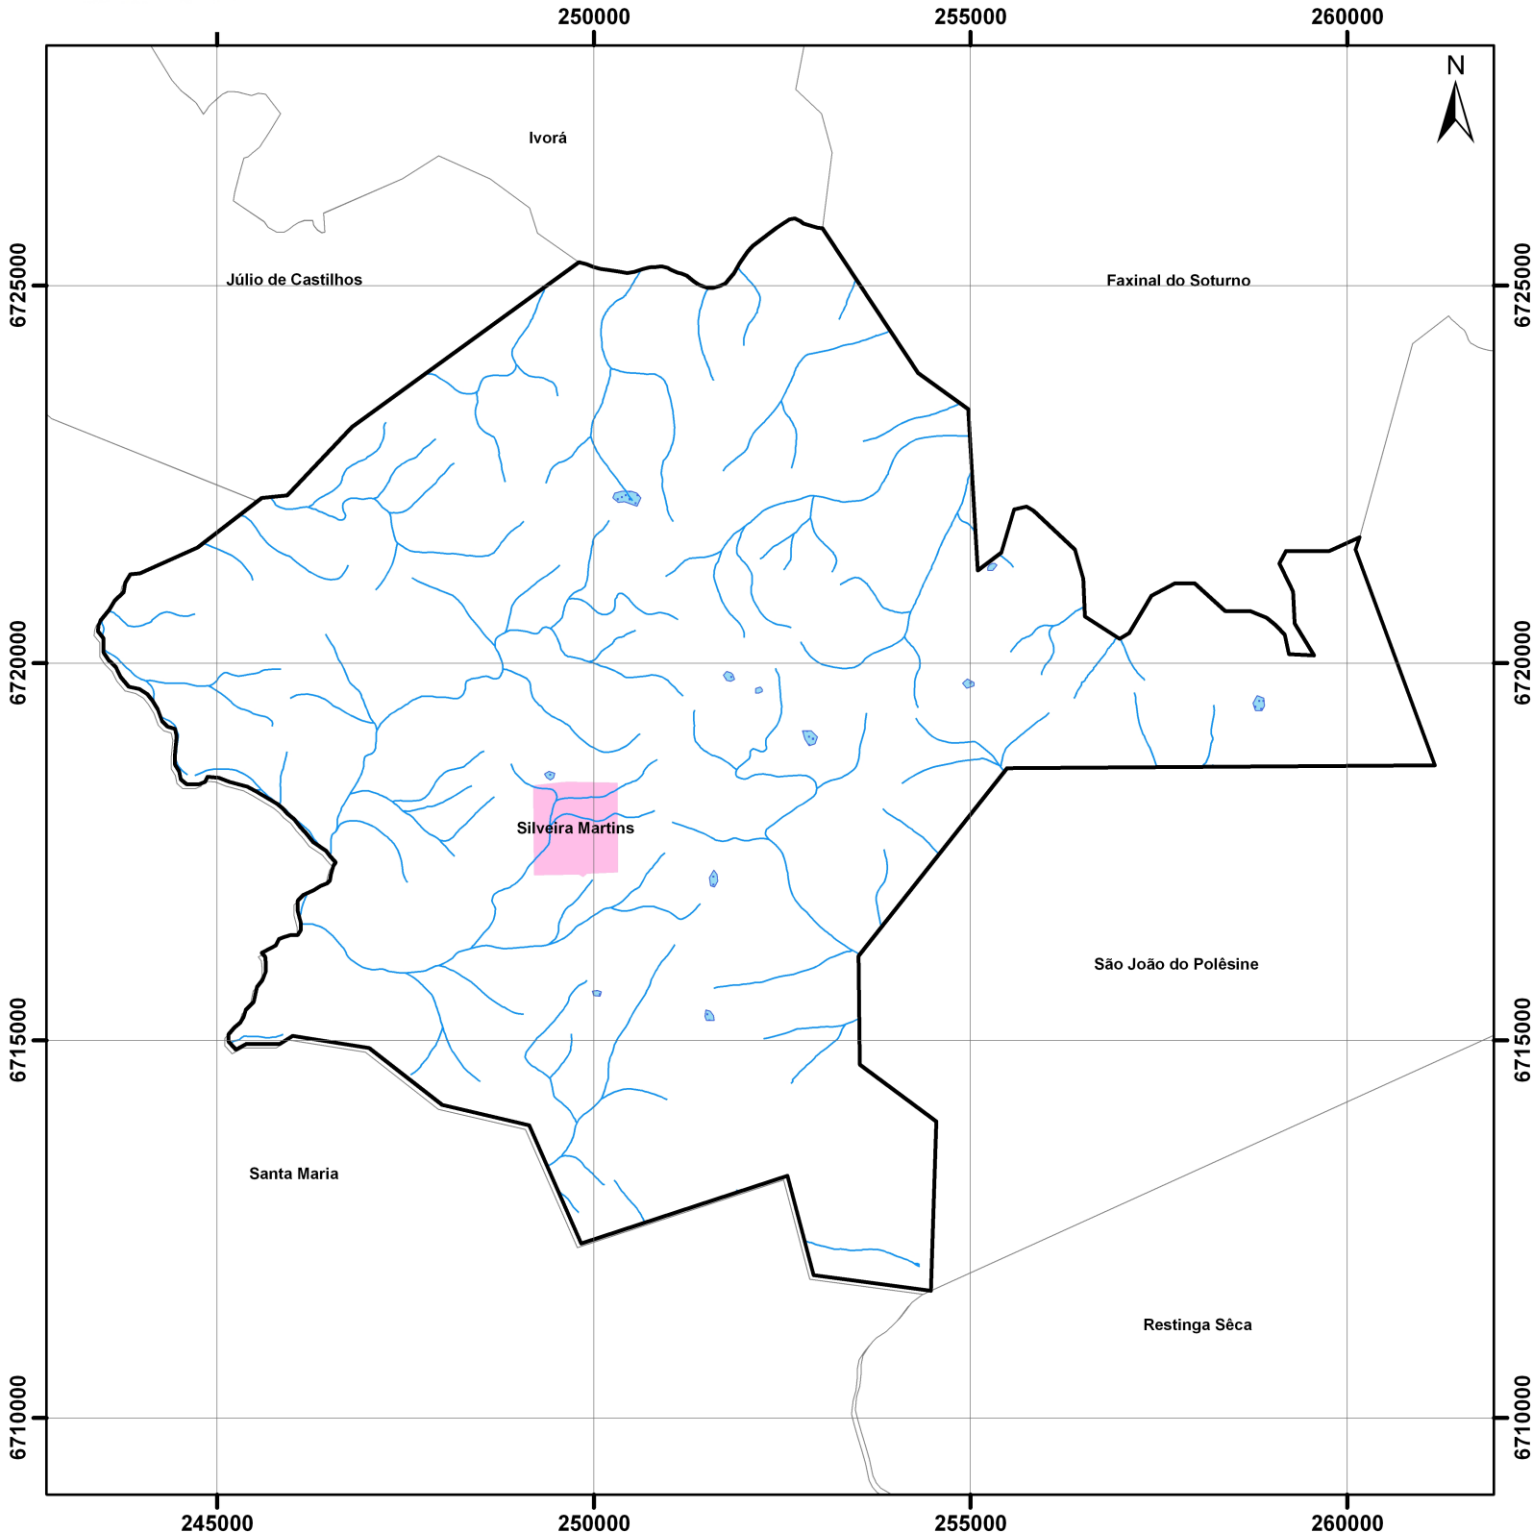 250000
255000
260000
N
Ivorá
Júlio de Castilhos
Faxinal do Soturno
6725000
6725000
6720000
6720000
Silveira Martins
São João do Polêsine
6715000
6715000
Santa Maria
Restinga Sêca
6710000
6710000
245000
250000
255000
260000